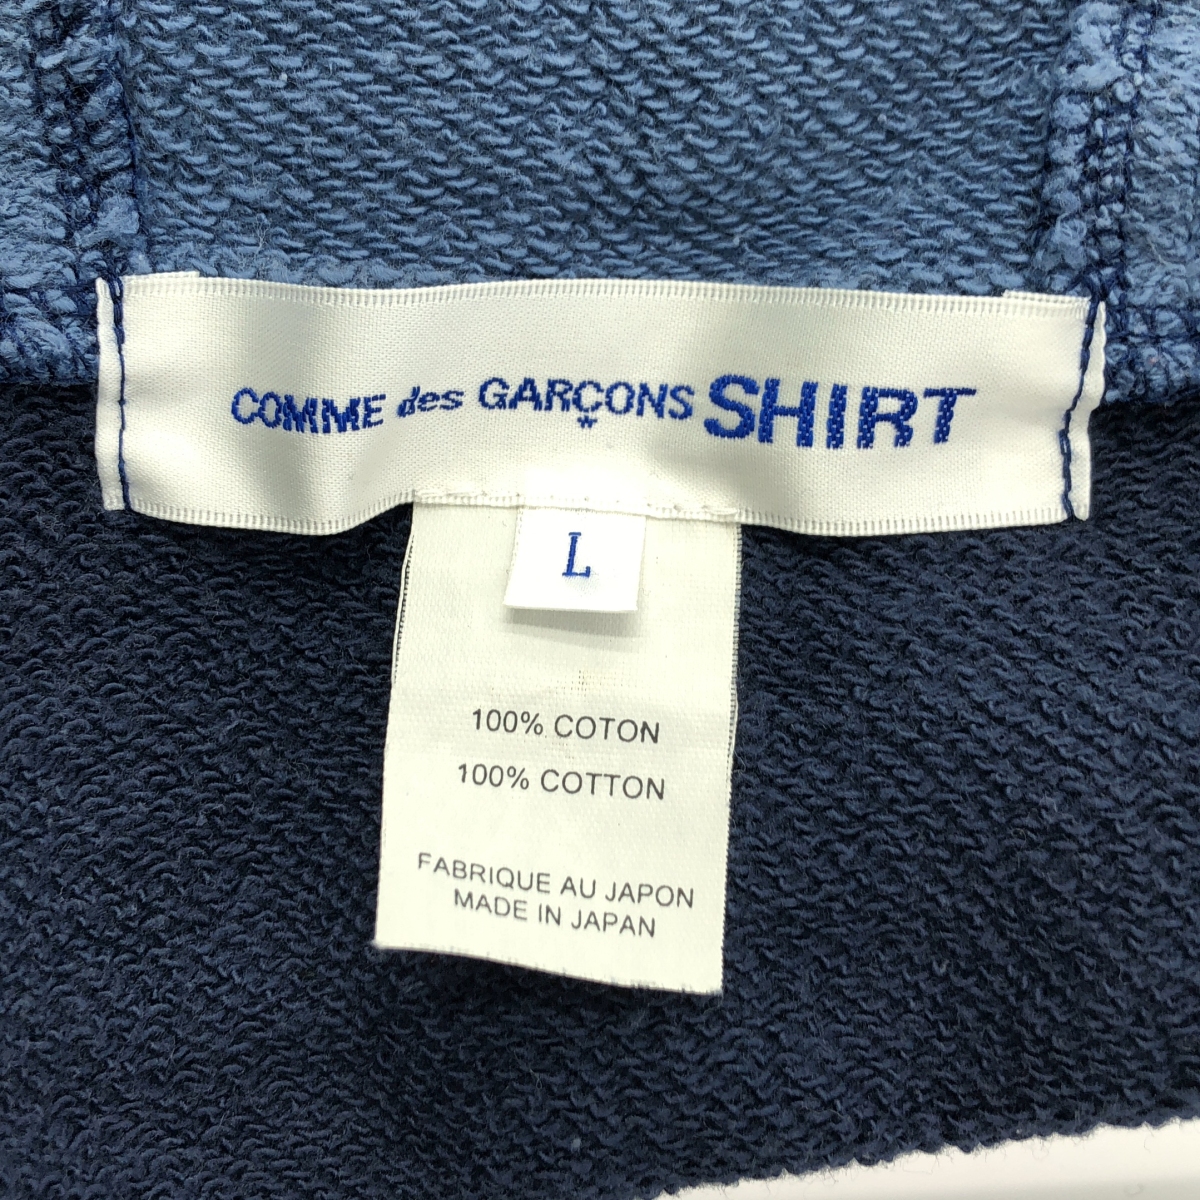 COMME des GARÇONS SHIRT
L
100% COTON
100% COTTON
FABRIQUE AU JAPON
MADE IN JAPAN